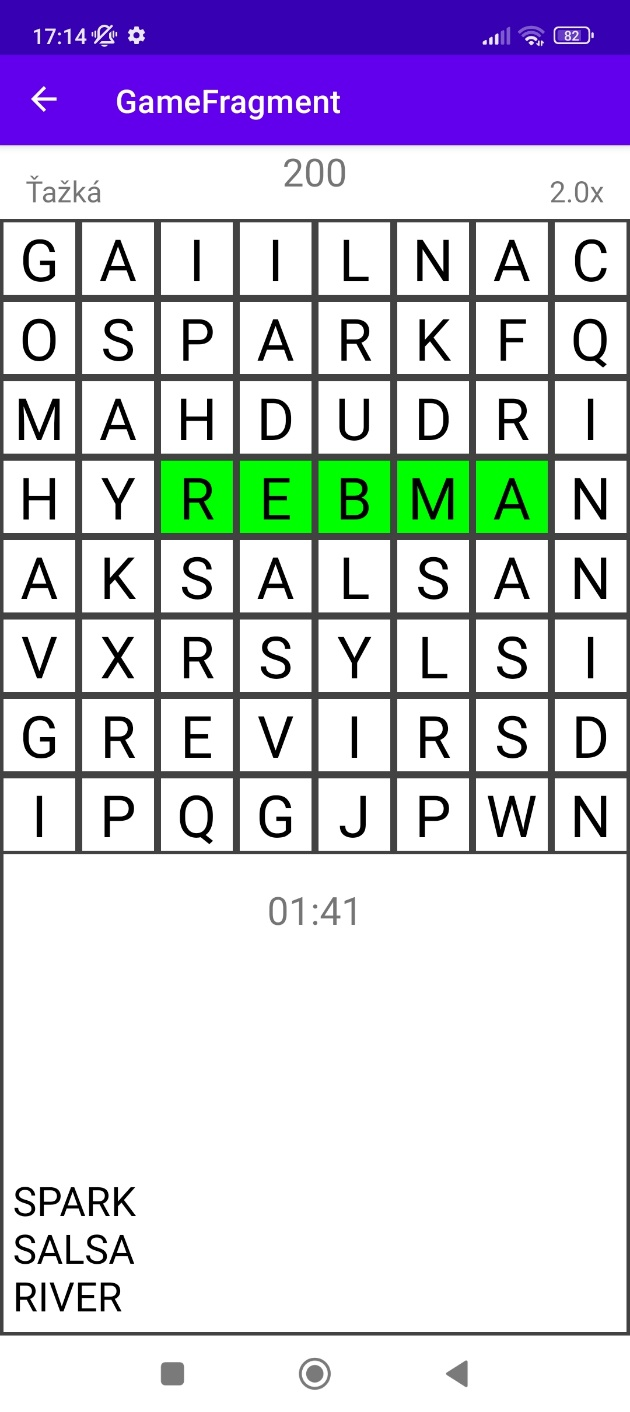 17:14 82
GameFragment
200
Ťažká 2.0x
G A I I L N A C
O S P A R K F Q
M A H D U D R I
H Y R E B M A N
A K S A L S A N
V X R S Y L S I
G R E V I R S D
I P Q G J P W N
01:41
SPARK
SALSA
RIVER